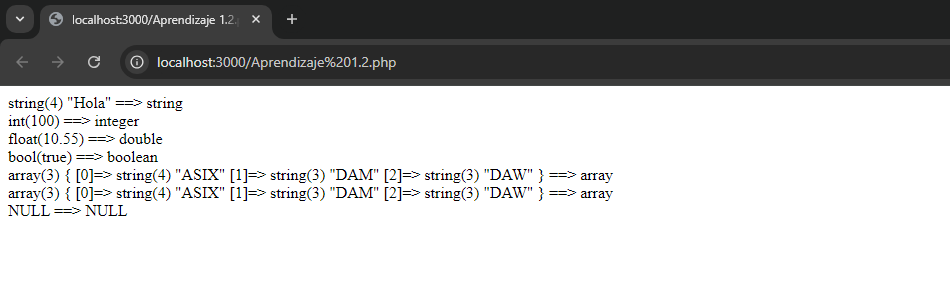 localhost:3000/Aprendizaje 1.2.
localhost:3000/Aprendizaje%201.2.php
string(4) "Hola" ==> string
int(100) ==> integer
float(10.55) ==> double
bool(true) ==> boolean
array(3) { [0]=> string(4) "ASIX" [1]=> string(3) "DAM" [2]=> string(3) "DAW" } ==> array
array(3) { [0]=> string(4) "ASIX" [1]=> string(3) "DAM" [2]=> string(3) "DAW" } ==> array
NULL ==> NULL